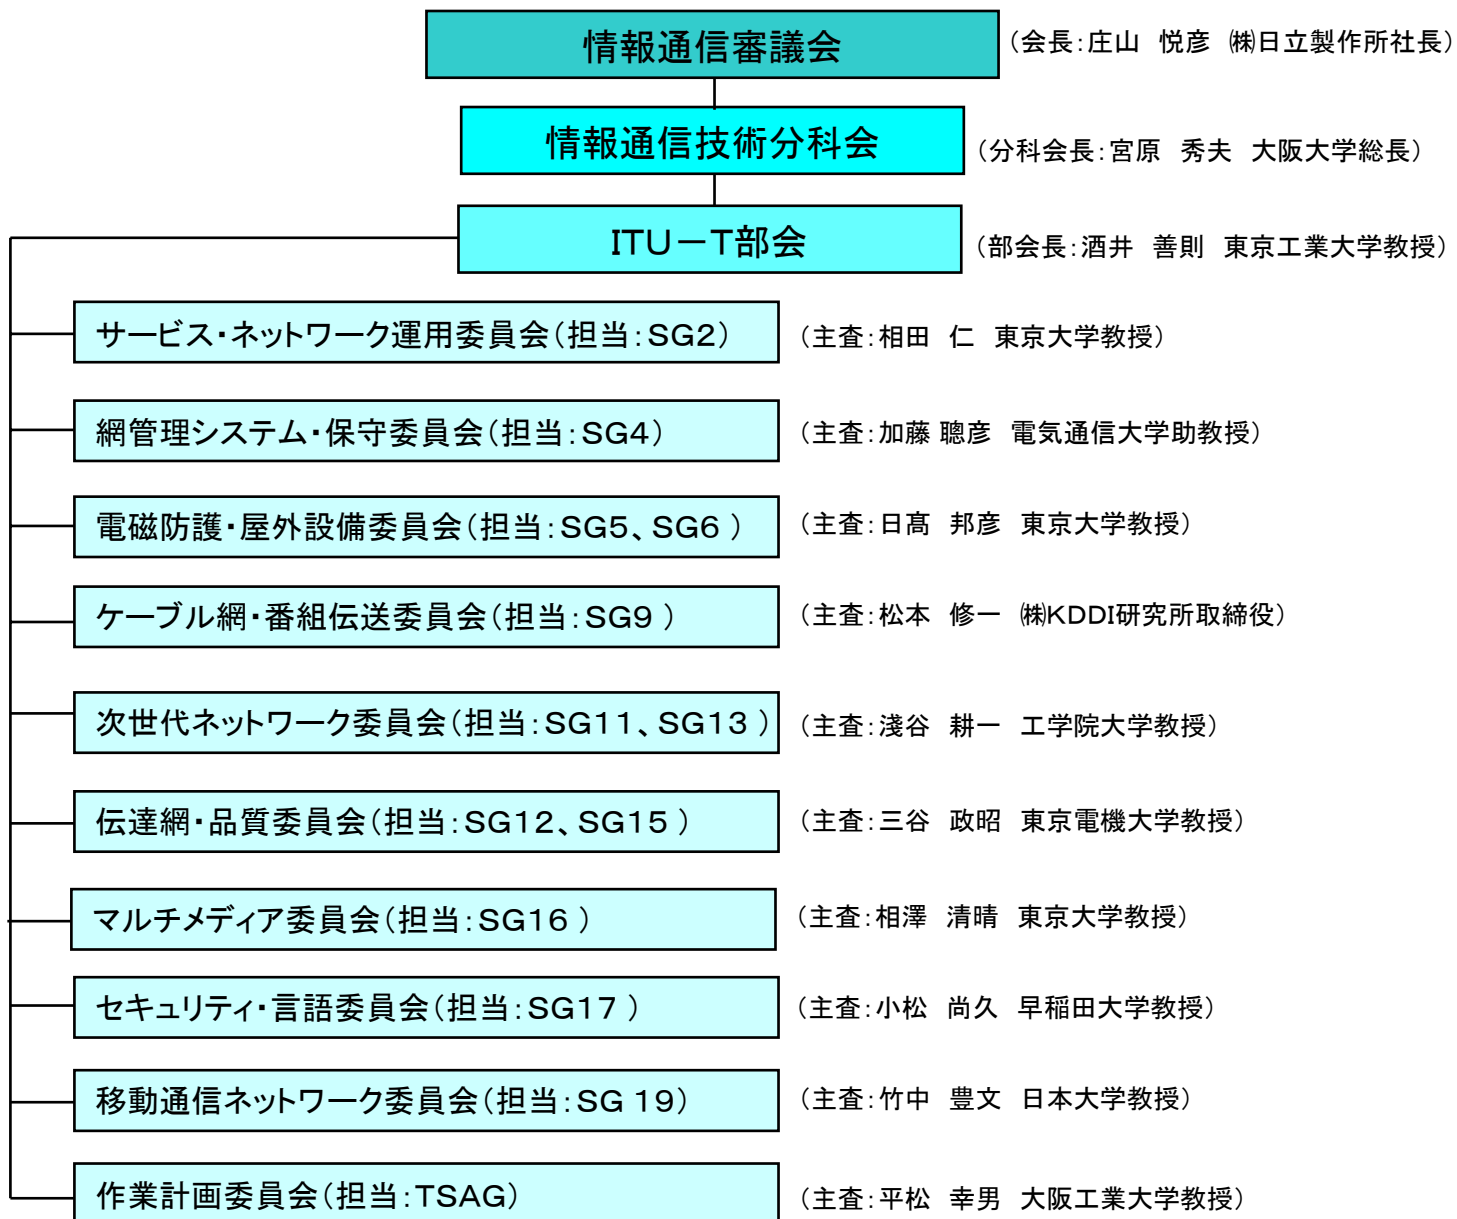 情報通信審議会 （会長：庄山　悦彦　㈱日立製作所社長）
情報通信技術分科会 （分科会長：宮原　秀夫　大阪大学総長）
ITU－T部会 （部会長：酒井　善則　東京工業大学教授）
サービス・ネットワーク運用委員会（担当：SG2） （主査：相田　仁　東京大学教授）
網管理システム・保守委員会（担当：SG4） （主査：加藤 聰彦　電気通信大学助教授）
電磁防護・屋外設備委員会（担当：SG5、SG6 ） （主査：日髙　邦彦　東京大学教授）
ケーブル網・番組伝送委員会（担当：SG9 ） （主査：松本　修一　㈱KDDI研究所取締役）
次世代ネットワーク委員会（担当：SG11、SG13 ） （主査：淺谷　耕一　工学院大学教授）
伝達網・品質委員会（担当：SG12、SG15 ） （主査：三谷　政昭　東京電機大学教授）
マルチメディア委員会（担当：SG16 ） （主査：相澤　清晴　東京大学教授）
セキュリティ・言語委員会（担当：SG17 ） （主査：小松　尚久　早稲田大学教授）
移動通信ネットワーク委員会（担当：SG 19） （主査：竹中　豊文　日本大学教授）
作業計画委員会（担当：TSAG） （主査：平松　幸男　大阪工業大学教授）